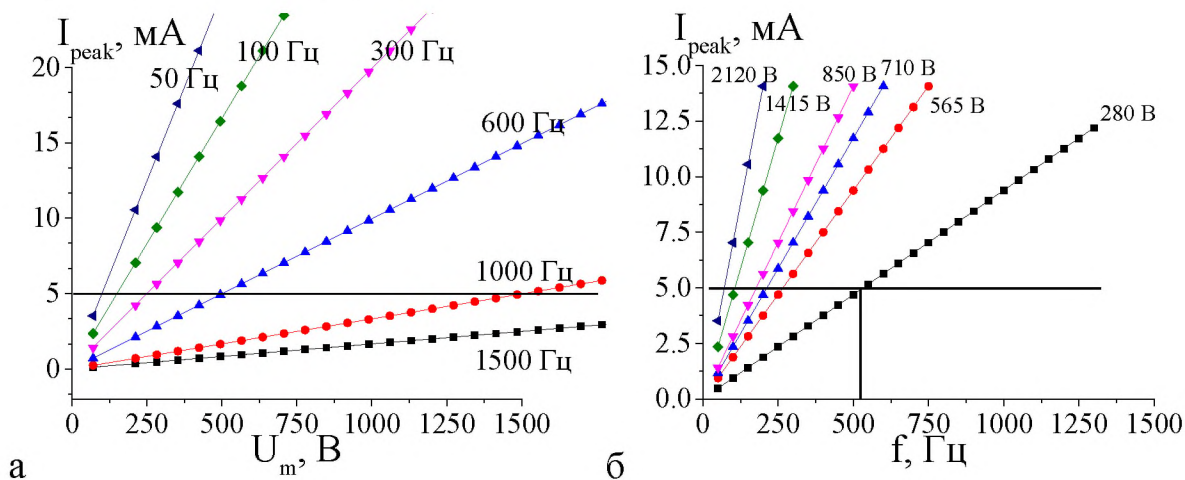 I_peak, мА
20
15
10
5
0
50 Гц
100 Гц
300 Гц
600 Гц
1000 Гц
1500 Гц
0 250 500 750 1000 1250 1500
U_m, В
а
I_peak, мА
15.0
12.5
10.0
7.5
5.0
2.5
0.0
2120 В
1415 В
850 В
710 В
565 В
280 В
0 250 500 750 1000 1250 1500
f, Гц
б